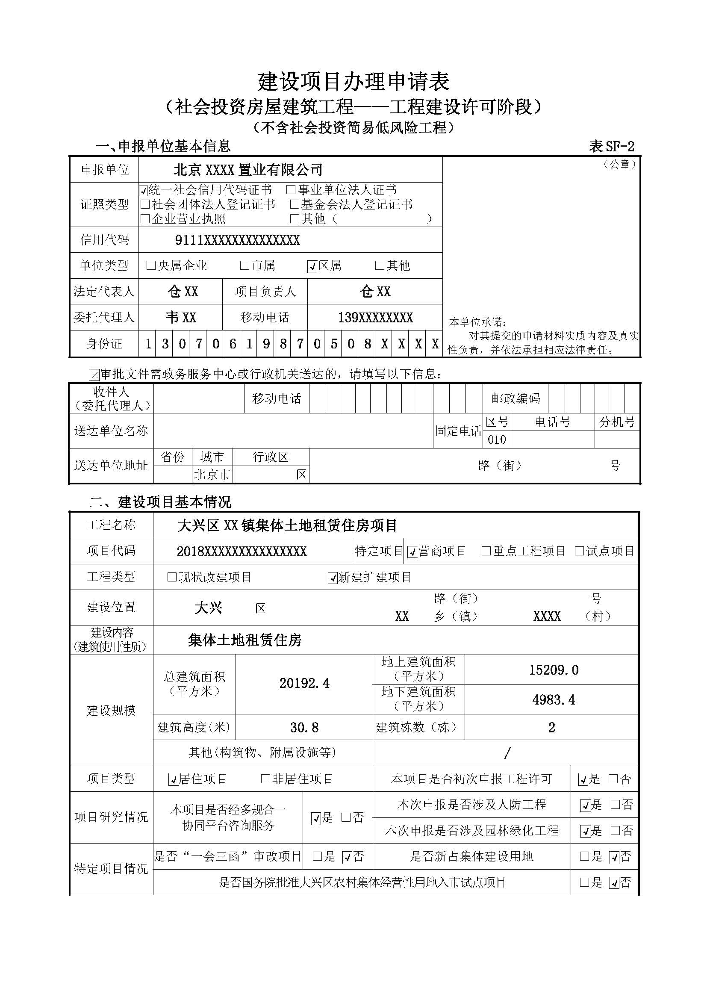 建设项目办理申请表
（社会投资房屋建筑工程——工程建设许可阶段）
（不含社会投资简易低风险工程）
一、申报单位基本信息 表 SF-2
申报单位 北京 XXXX 置业有限公司 （公章）
证照类型 ☑统一社会信用代码证书 □事业单位法人证书
□社会团体法人登记证书 □基金会法人登记证书
□企业营业执照 □其他（ ）
信用代码 9111XXXXXXXXXXXXXX
单位类型 □央属企业 □市属 ☑区属 □其他
法定代表人 仓 XX 项目负责人 仓 XX
委托代理人 韦 XX 移动电话 139XXXXXXXX
身份证 1 3 0 7 0 6 1 9 8 7 0 5 0 8 X X X X
本单位承诺：
对其提交的申请材料实质内容及真实
性负责，并依法承担相应法律责任。
☒审批文件需政务服务中心或行政机关送达的，请填写以下信息：
收件人
（委托代理人） 移动电话 邮政编码
送达单位名称 固定电话 区号 电话号 分机号
010
送达单位地址 省份 城市 行政区 路（街） 号
北京市 区
二、建设项目基本情况
工程名称 大兴区 XX 镇集体土地租赁住房项目
项目代码 2018XXXXXXXXXXXXXXX 特定项目 ☑营商项目 □重点工程项目 □试点项目
工程类型 □现状改建项目 ☑新建扩建项目
建设位置 大兴 区 路（街） 号
XX 乡（镇） XXXX （村）
建设内容
(建筑使用性质) 集体土地租赁住房
建设规模 总建筑面积
（平方米） 20192.4 地上建筑面积
（平方米） 15209.0
地下建筑面积
（平方米） 4983.4
建筑高度(米) 30.8 建筑栋数（栋） 2
其他(构筑物、附属设施等) /
项目类型 ☑居住项目 □非居住项目 本项目是否初次申报工程许可 ☑是 □否
项目研究情况 本项目是否经多规合一
协同平台咨询服务 ☑是 □否 本次申报是否涉及人防工程 ☑是 □否
本次申报是否涉及园林绿化工程 ☑是 □否
特定项目情况 是否“一会三函”审改项目 □是 ☑否 是否新占集体建设用地 □是 ☑否
是否国务院批准大兴区农村集体经营性用地入市试点项目 □是 ☑否